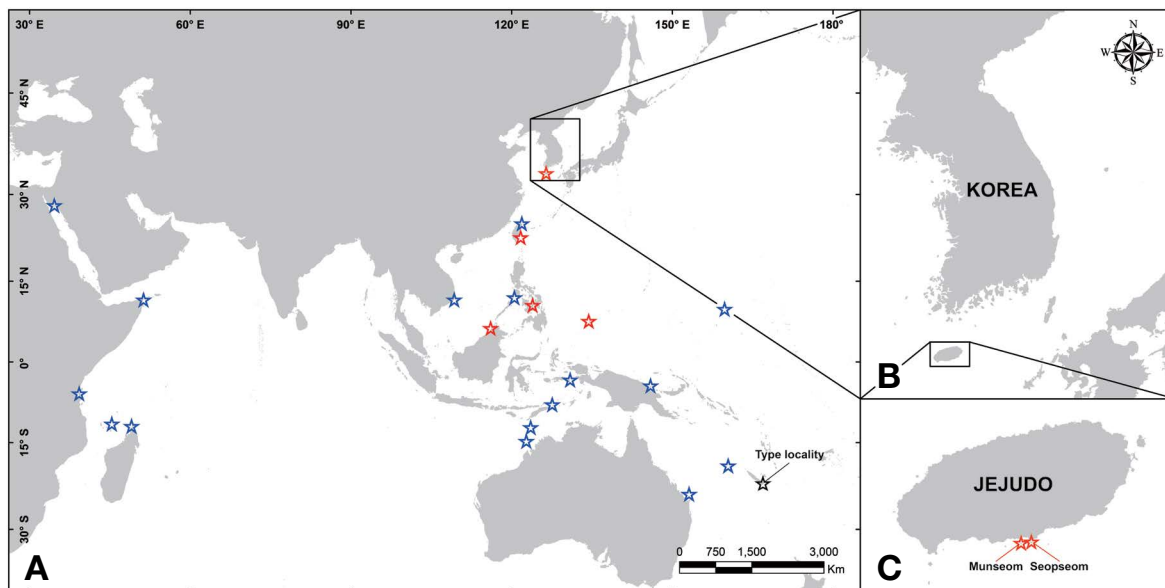 30° E 60° E 90° E 120° E 150° E 180°
45° N
30° N
15° N
0°
15° S
30° S
Type locality
0 750 1,500 3,000
Km
A
N
W E
S
KOREA
B
JEJUDO
Munseom Seopseom
C